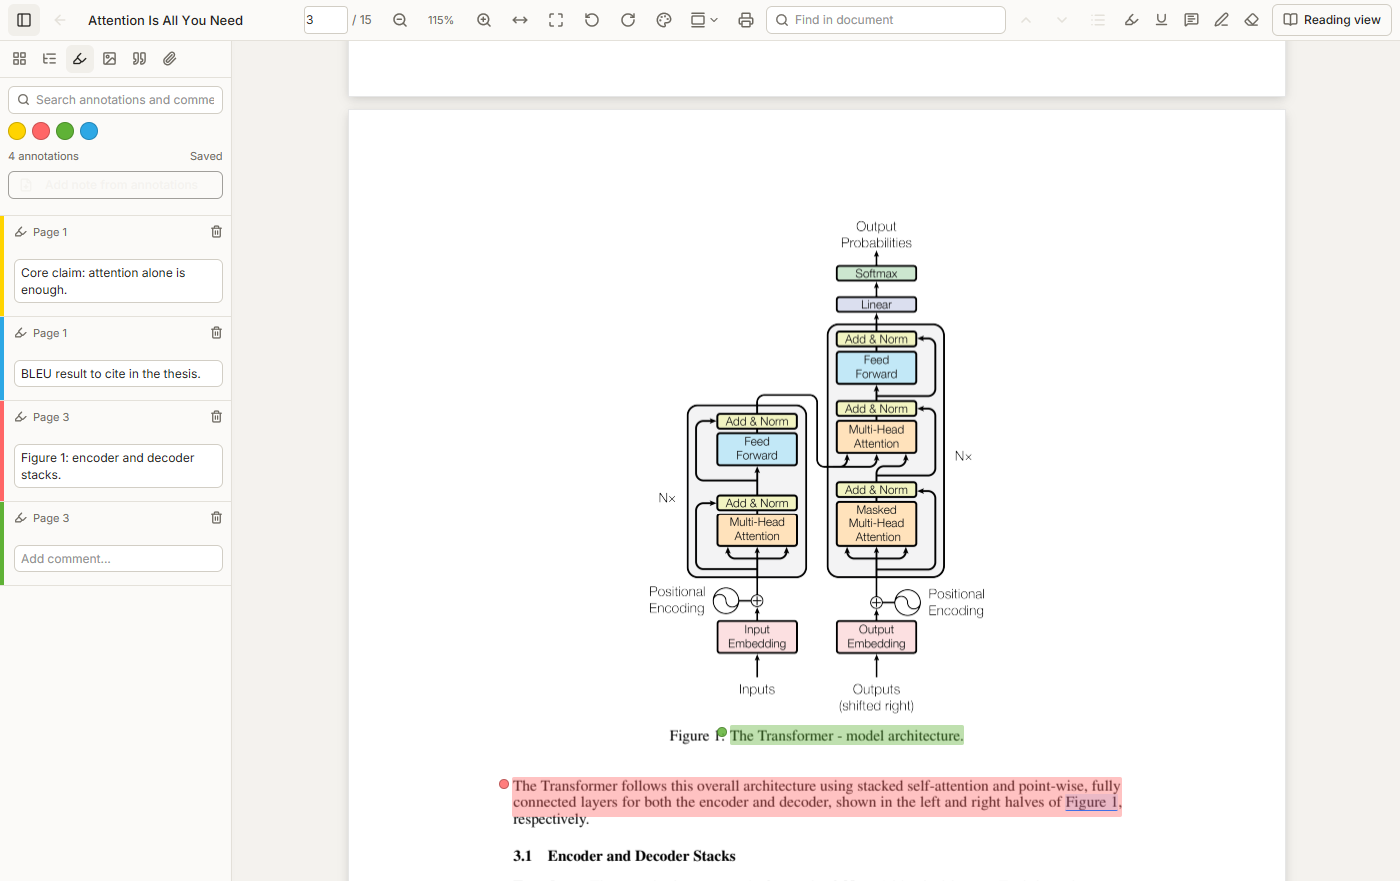 Attention Is All You Need
3 / 15
115%
Find in document
Reading view
Search annotations and comme
4 annotations
Saved
Add note from annotations
Page 1
Core claim: attention alone is
enough.
Page 1
BLEU result to cite in the thesis.
Page 3
Figure 1: encoder and decoder
stacks.
Page 3
Add comment...
Output
Probabilities
Softmax
Linear
Add & Norm
Feed
Forward
Add & Norm
Multi-Head
Attention
Nx
Add & Norm
Masked
Multi-Head
Attention
Add & Norm
Feed
Forward
Nx
Add & Norm
Multi-Head
Attention
Positional
Encoding
Positional
Encoding
Input
Embedding
Output
Embedding
Inputs
Outputs
(shifted right)
Figure 1: The Transformer - model architecture.
The Transformer follows this overall architecture using stacked self-attention and point-wise, fully
connected layers for both the encoder and decoder, shown in the left and right halves of Figure 1,
respectively.
3.1 Encoder and Decoder Stacks